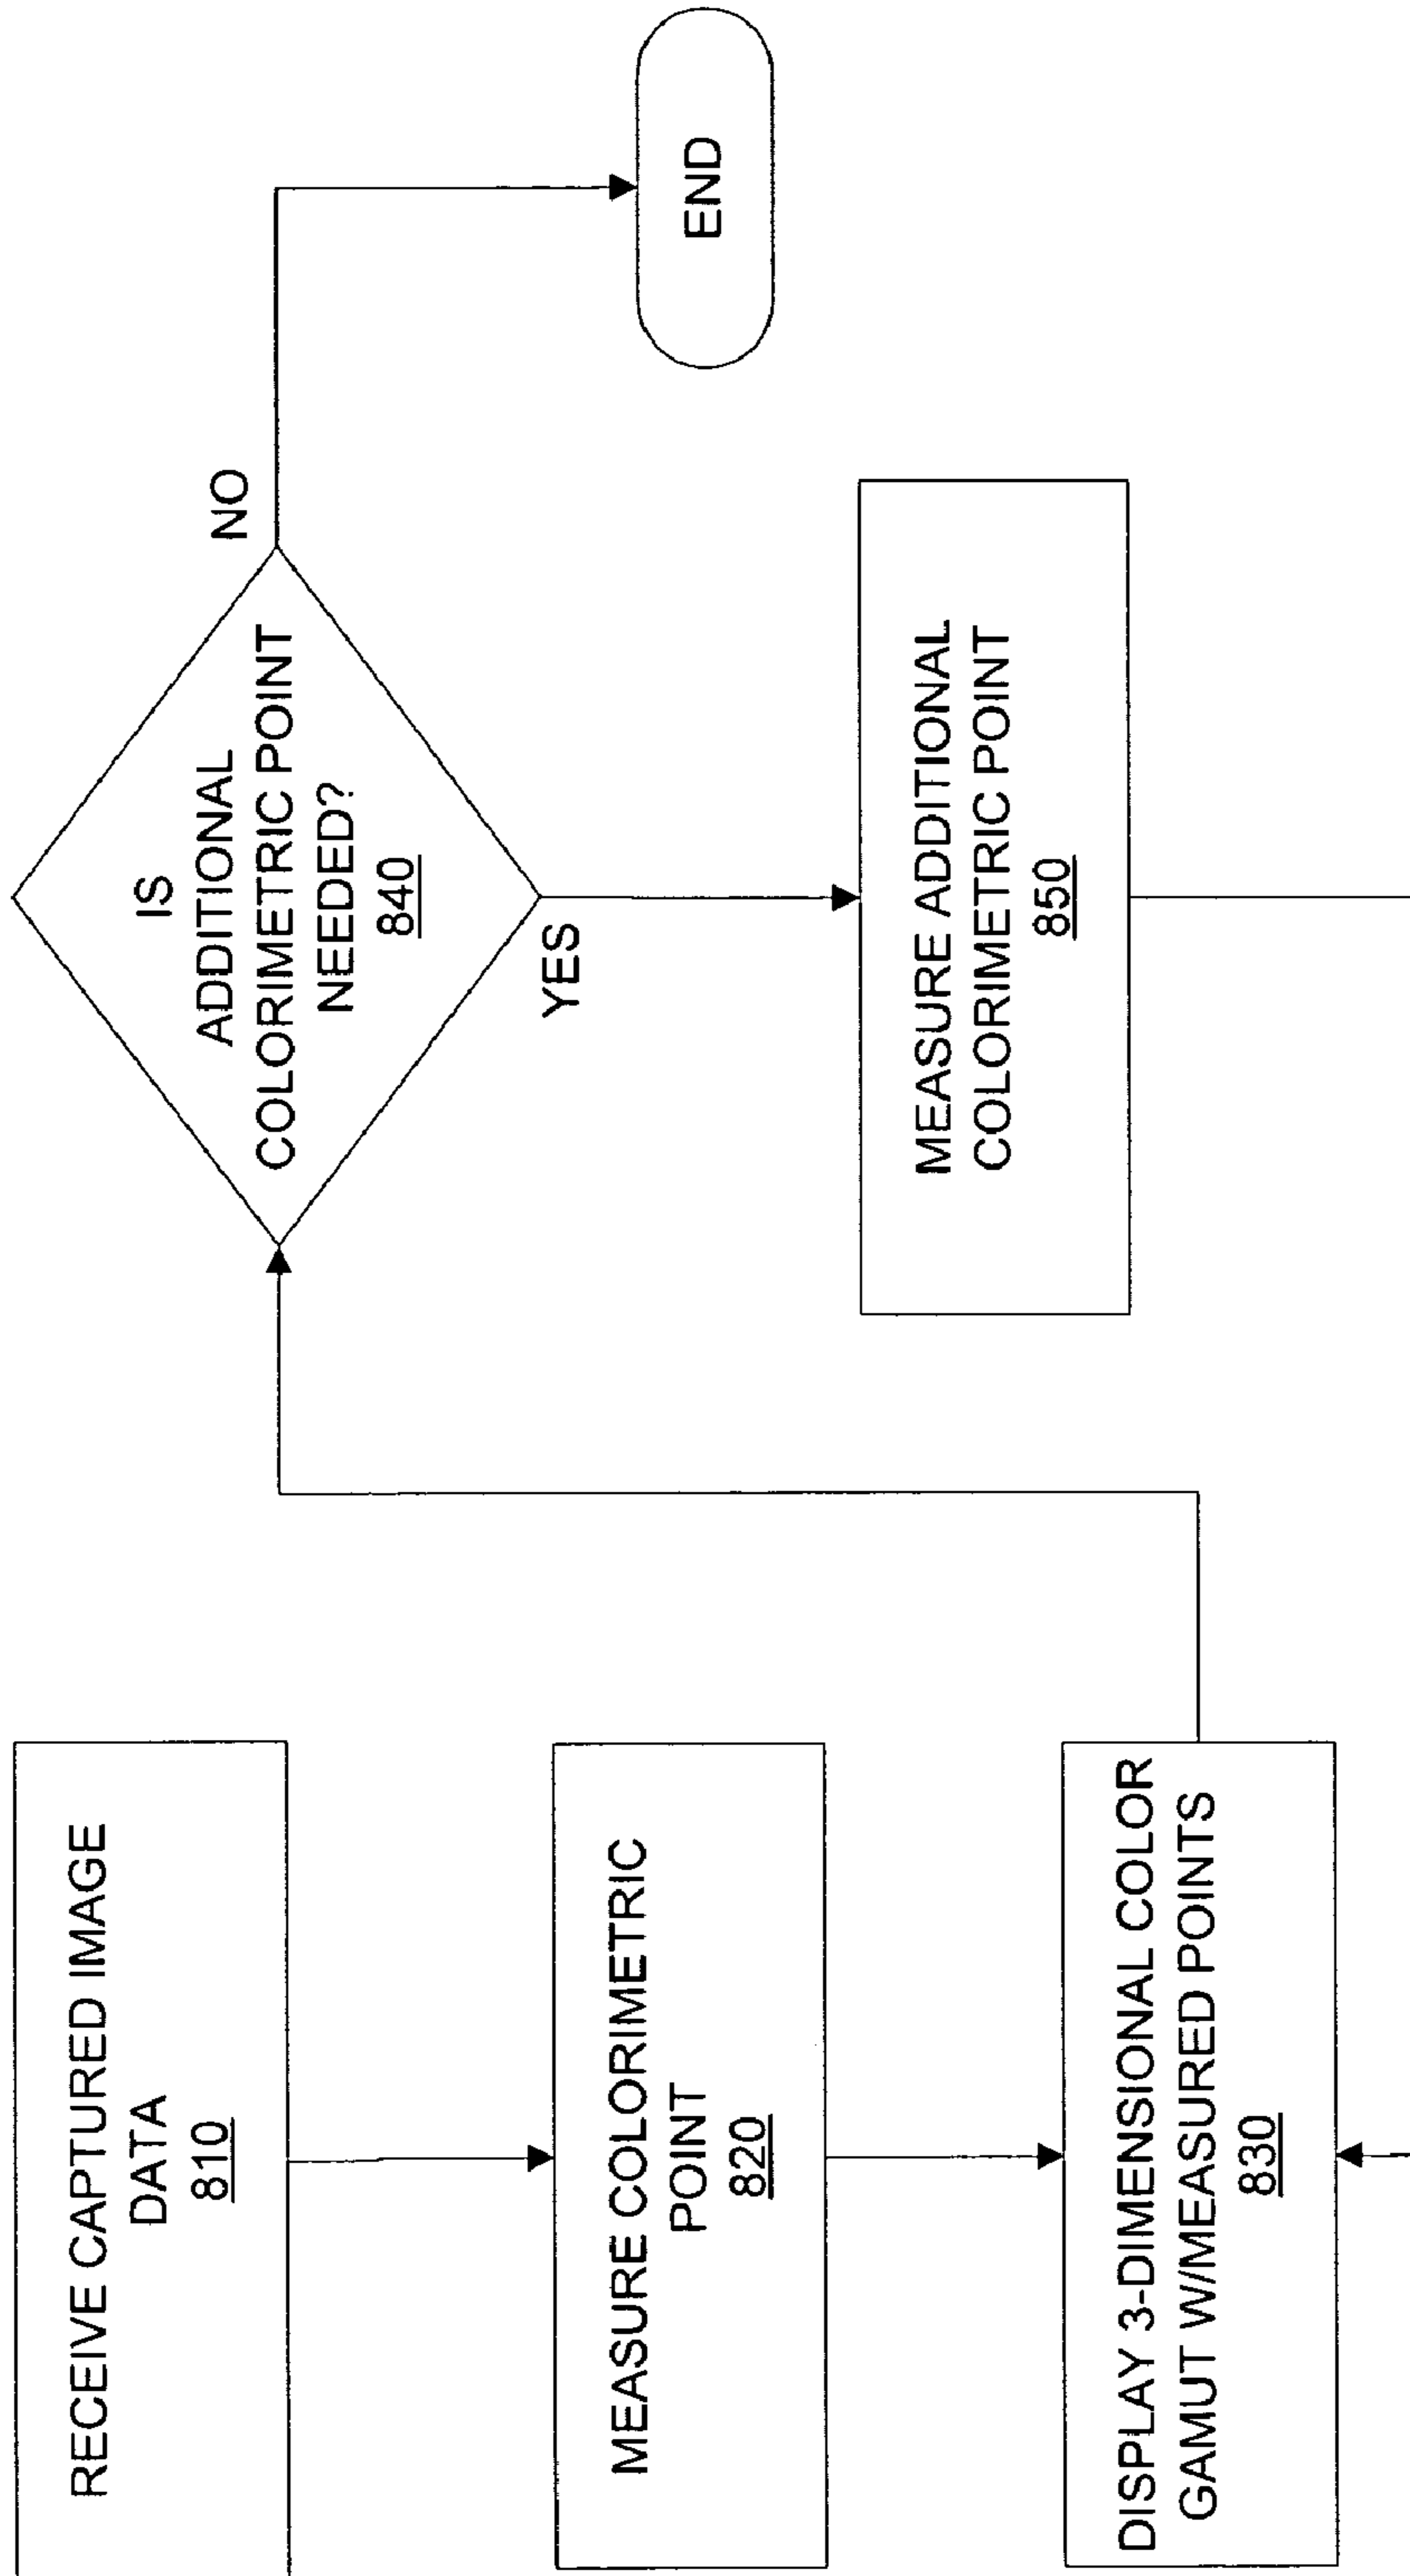 RECEIVE CAPTURED IMAGE
DATA
810
MEASURE COLORIMETRIC
POINT
820
DISPLAY 3-DIMENSIONAL COLOR
GAMUT W/MEASURED POINTS
830
IS
ADDITIONAL
COLORIMETRIC POINT
NEEDED?
840
NO
YES
MEASURE ADDITIONAL
COLORIMETRIC POINT
850
END